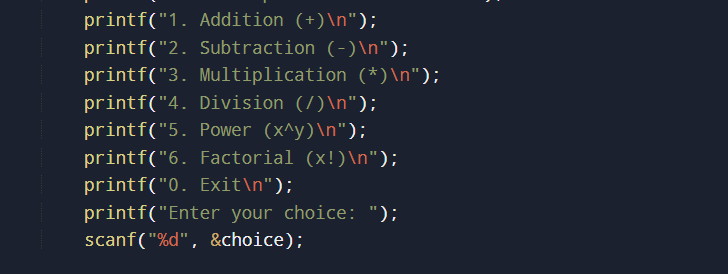 printf("1. Addition (+)\n");
printf("2. Subtraction (-)\n");
printf("3. Multiplication (*)\n");
printf("4. Division (/)\n");
printf("5. Power (x^y)\n");
printf("6. Factorial (x!)\n");
printf("0. Exit\n");
printf("Enter your choice: ");
scanf("%d", &choice);